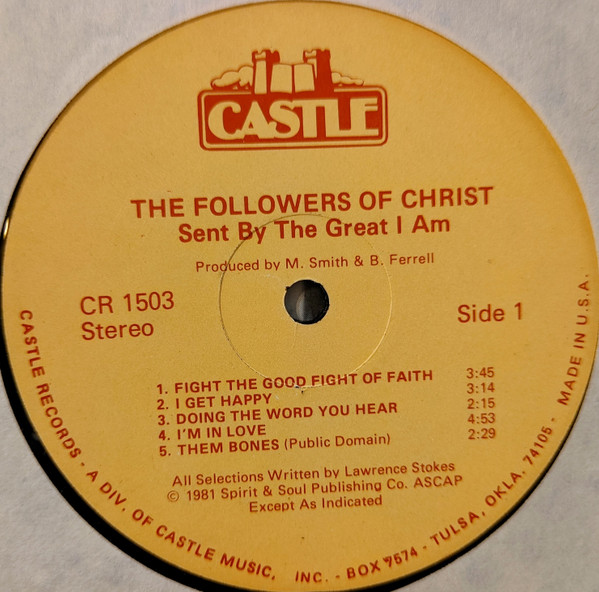 CASTLE
THE FOLLOWERS OF CHRIST
Sent By The Great I Am
Produced by M. Smith & B. Ferrell
CR 1503
Stereo
Side 1
1. FIGHT THE GOOD FIGHT OF FAITH 3:45
2. I GET HAPPY 3:14
3. DOING THE WORD YOU HEAR 2:15
4. I'M IN LOVE 4:53
5. THEM BONES (Public Domain) 2:29
All Selections Written by Lawrence Stokes
© 1981 Spirit & Soul Publishing Co. ASCAP
Except As Indicated
CASTLE RECORDS - A DIV. OF CASTLE MUSIC, INC. - BOX 7574 - TULSA, OKLA. 74105 - MADE IN U.S.A.